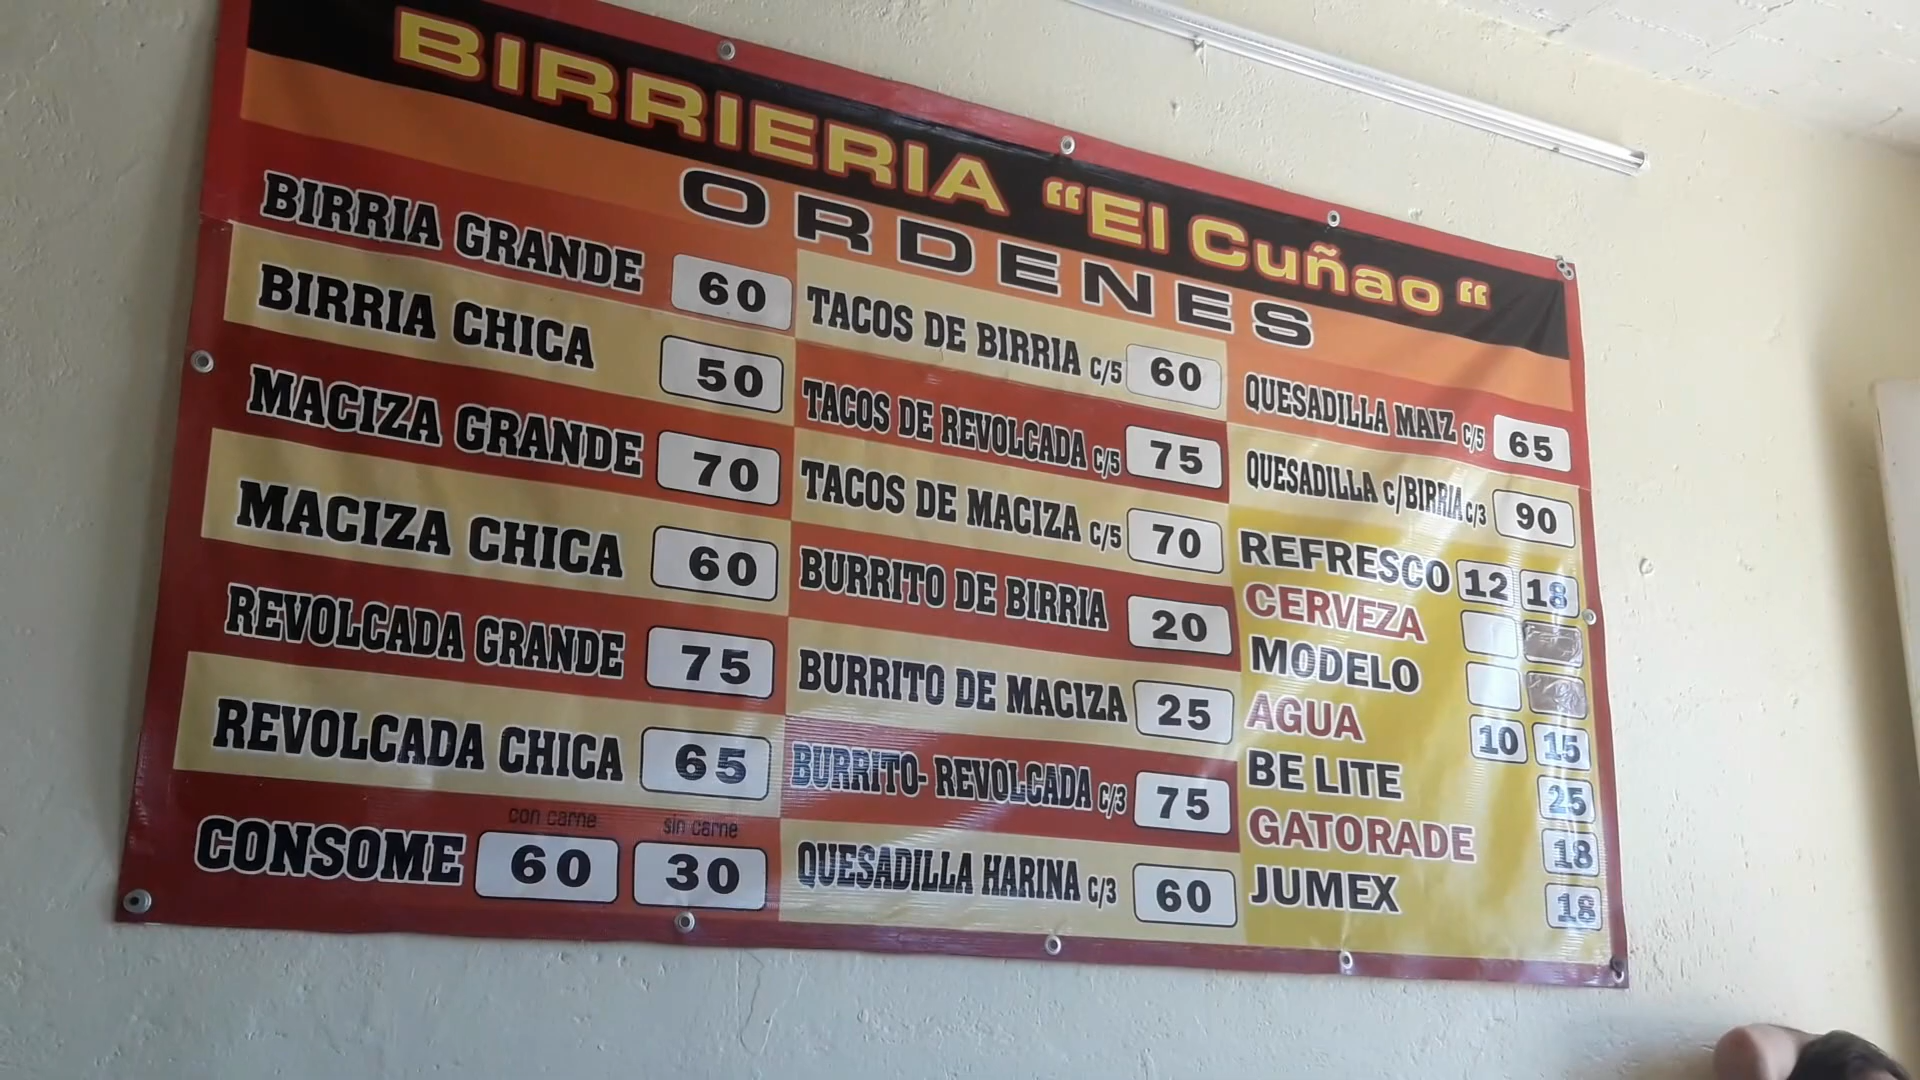 BIRRIERIA “El Cuñao“
ORDENES
BIRRIA GRANDE 60
BIRRIA CHICA 50
MACIZA GRANDE 70
MACIZA CHICA 60
REVOLCADA GRANDE 75
REVOLCADA CHICA 65
con carne sin carne
CONSOME 60 30
TACOS DE BIRRIA c/5 60
TACOS DE REVOLCADA c/5 75
TACOS DE MACIZA c/5 70
BURRITO DE BIRRIA 20
BURRITO DE MACIZA 25
BURRITO- REVOLCADA c/3 75
QUESADILLA HARINA c/3 60
QUESADILLA MAIZ c/5 65
QUESADILLA c/BIRRIA c/3 90
REFRESCO 12 18
CERVEZA
MODELO
AGUA 10 15
BE LITE 25
GATORADE 18
JUMEX 18